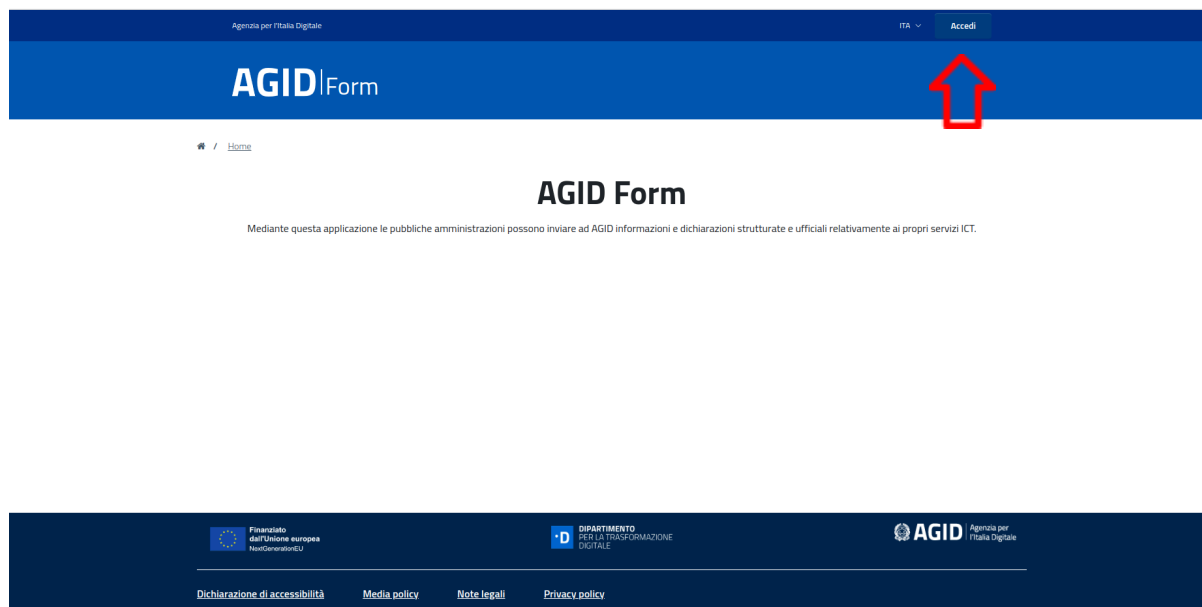 Agenzia per l'Italia Digitale
ITA
Accedi
AGID|Form
/ Home
AGID Form
Mediante questa applicazione le pubbliche amministrazioni possono inviare ad AGID informazioni e dichiarazioni strutturate e ufficiali relativamente ai propri servizi ICT.
Finanziato
dall'Unione europea
NextGenerationEU
·D
DIPARTIMENTO
PER LA TRASFORMAZIONE
DIGITALE
AGID
Agenzia per
l'Italia Digitale
Dichiarazione di accessibilità
Media policy
Note legali
Privacy policy